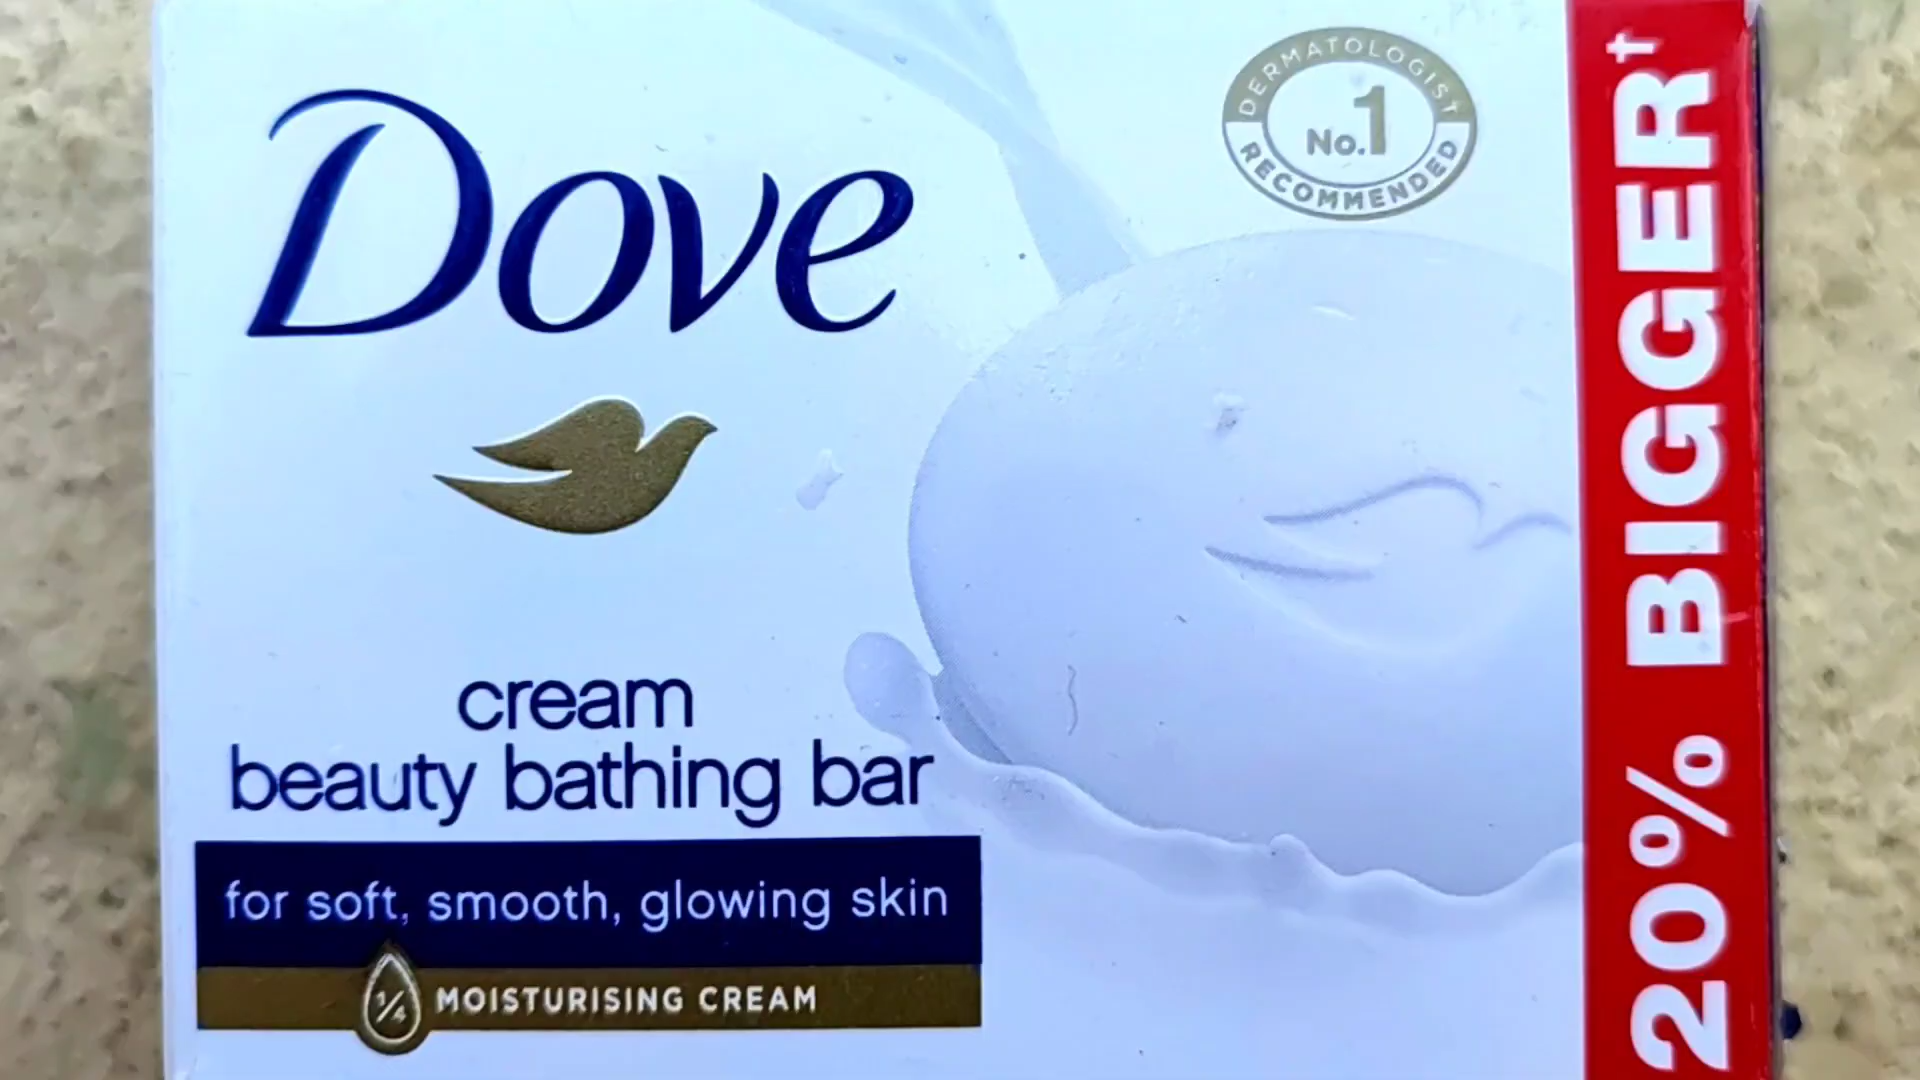 Dove
DERMATOLOGIST
No.1
RECOMMENDED
cream
beauty bathing bar
for soft, smooth, glowing skin
1/4 MOISTURISING CREAM
20% BIGGER†